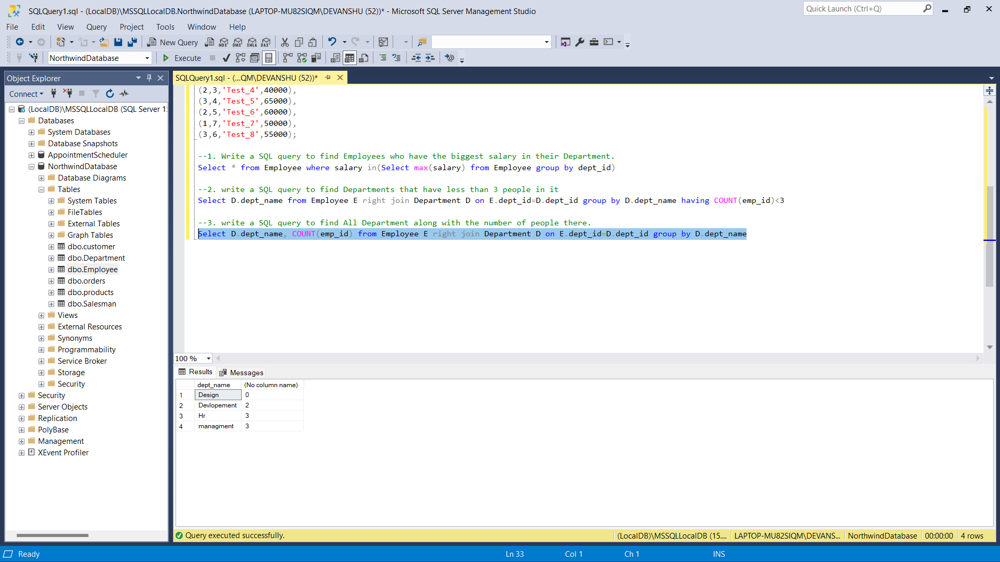 SQLQuery1.sql - (LocalDB)\MSSQLLocalDB.NorthwindDatabase (LAPTOP-MU82SIQM\DEVANSHU (52))* - Microsoft SQL Server Management Studio
Quick Launch (Ctrl+Q)
File Edit View Query Project Tools Window Help
New Query MDX DMX XMLA DAX
NorthwindDatabase Execute
Object Explorer
Connect
(LocalDB)\MSSQLLocalDB (SQL Server 15
Databases
System Databases
Database Snapshots
AppointmentScheduler
NorthwindDatabase
Database Diagrams
Tables
System Tables
FileTables
External Tables
Graph Tables
dbo.customer
dbo.Department
dbo.Employee
dbo.orders
dbo.products
dbo.Salesman
Views
External Resources
Synonyms
Programmability
Service Broker
Storage
Security
Security
Server Objects
Replication
PolyBase
Management
XEvent Profiler
SQLQuery1.sql - (...QM\DEVANSHU (52))*
(2,3,'Test_4',40000),
(3,4,'Test_5',65000),
(2,5,'Test_6',60000),
(1,7,'Test_7',50000),
(3,6,'Test_8',55000);
--1. Write a SQL query to find Employees who have the biggest salary in their Department.
Select * from Employee where salary in(Select max(salary) from Employee group by dept_id)
--2. write a SQL query to find Departments that have less than 3 people in it
Select D.dept_name from Employee E right join Department D on E.dept_id=D.dept_id group by D.dept_name having COUNT(emp_id)<3
--3. write a SQL query to find All Department along with the number of people there.
Select D.dept_name, COUNT(emp_id) from Employee E right join Department D on E.dept_id=D.dept_id group by D.dept_name
100 %
Results Messages
dept_name (No column name)
1 Design 0
2 Devlopement 2
3 Hr 3
4 managment 3
Query executed successfully. (LocalDB)\MSSQLLocalDB (15.... LAPTOP-MU82SIQM\DEVANS... NorthwindDatabase 00:00:00 4 rows
Ready Ln 33 Col 1 Ch 1 INS